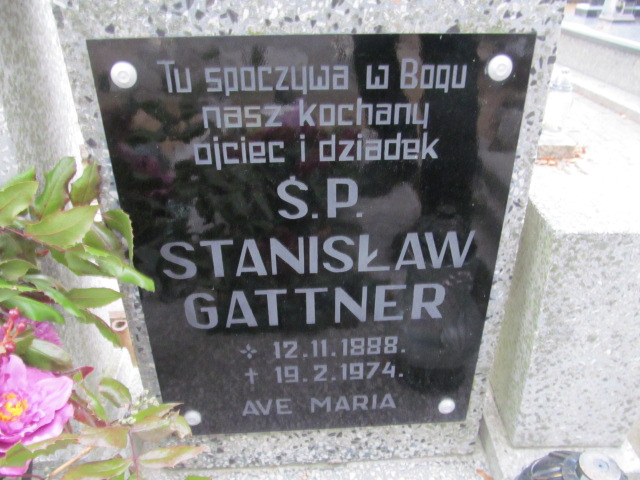 Tu spoczywa w Bogu
nasz kochany
ojciec i dziadek
Ś.P.
STANISŁAW
GATTNER
✢ 12.11.1888.
† 19.2.1974.
AVE MARIA